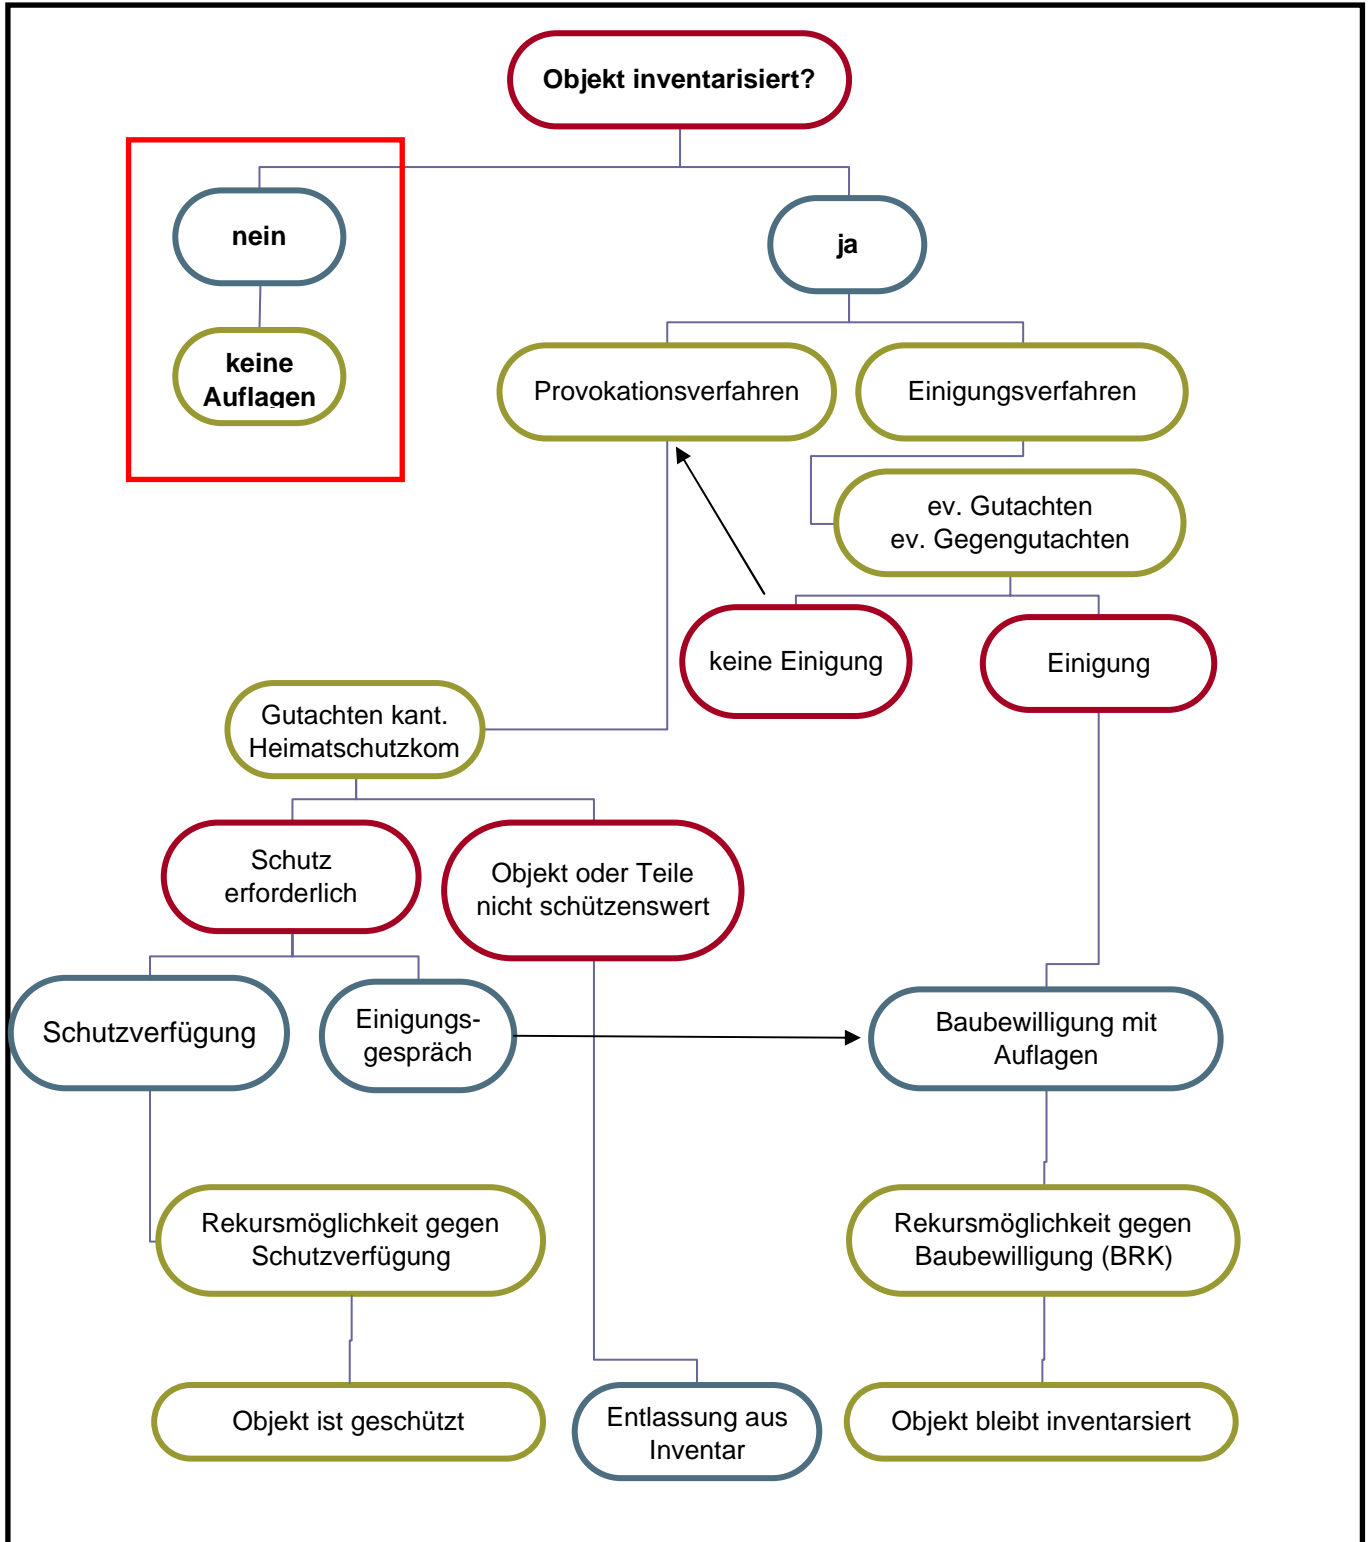 Objekt inventarisiert?
nein
ja
keine
Auflagen
Provokationsverfahren
Einigungsverfahren
ev. Gutachten
ev. Gegengutachten
keine Einigung
Einigung
Gutachten kant.
Heimatschutzkom
Schutz
erforderlich
Objekt oder Teile
nicht schützenswert
Schutzverfügung
Einigungs-
gespräch
Baubewilligung mit
Auflagen
Rekursmöglichkeit gegen
Schutzverfügung
Rekursmöglichkeit gegen
Baubewilligung (BRK)
Objekt ist geschützt
Entlassung aus
Inventar
Objekt bleibt inventarsiert